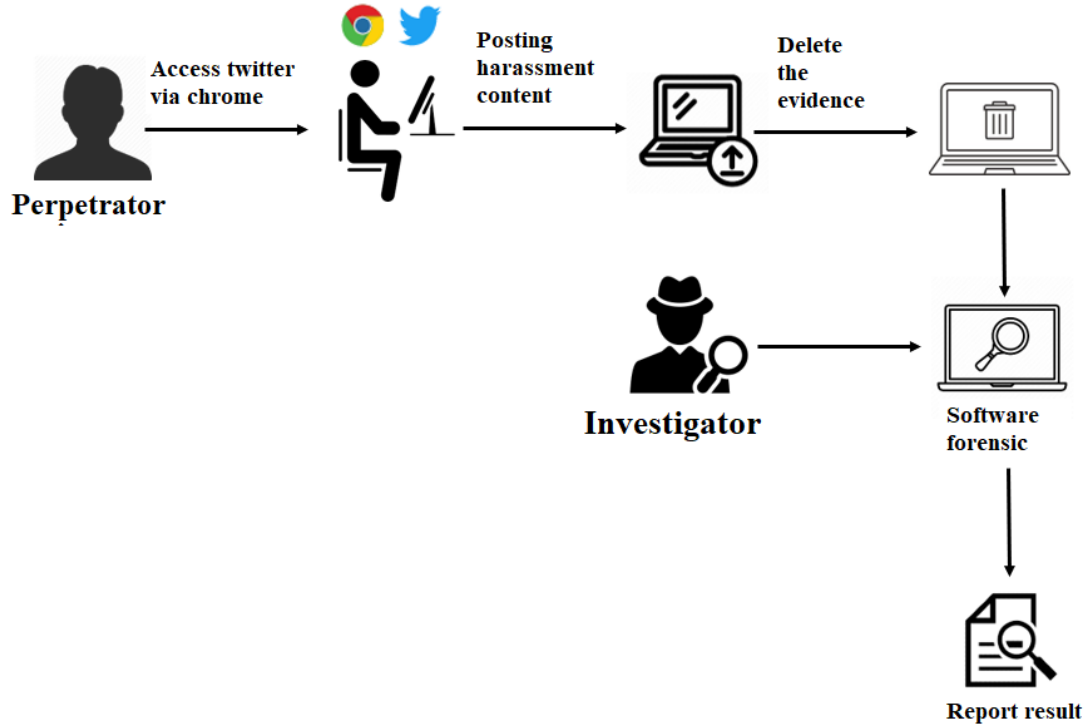 Access twitter
via chrome
Posting
harassment
content
Delete
the
evidence
Perpetrator
Investigator
Software
forensic
Report result